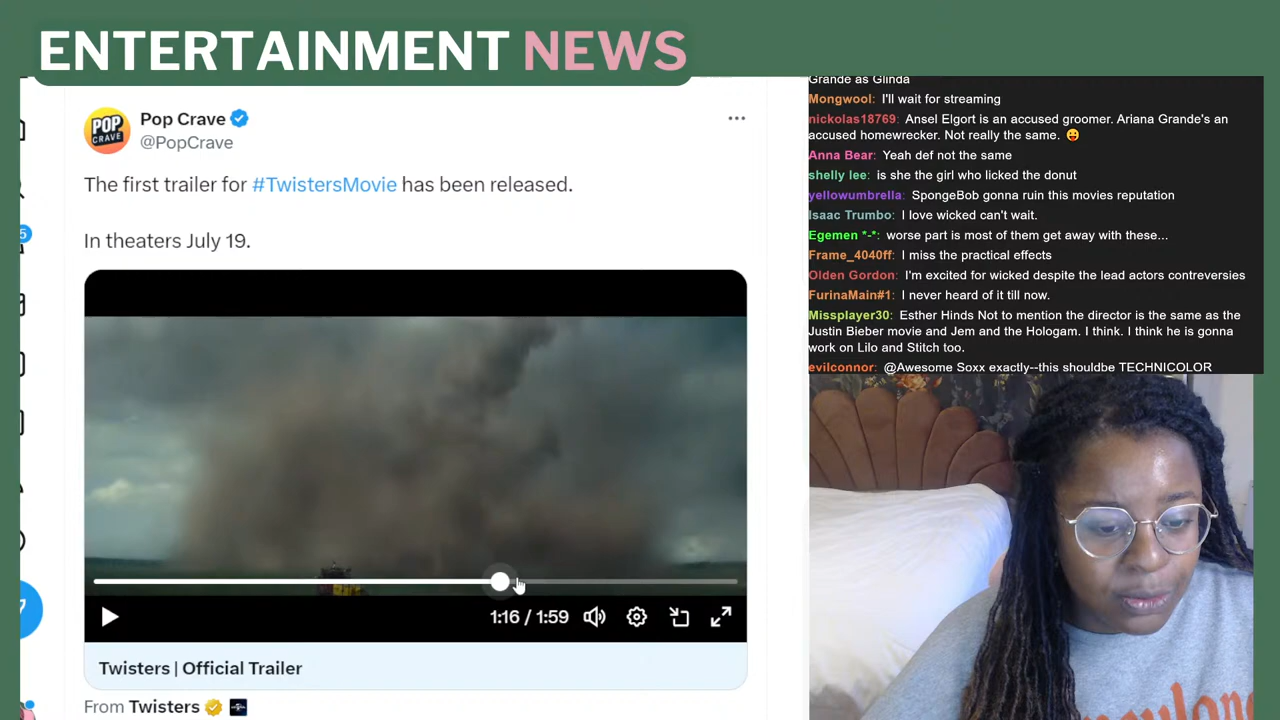 ENTERTAINMENT NEWS
POP
CRAVE
Pop Crave
@PopCrave
The first trailer for #TwistersMovie has been released.
In theaters July 19.
5
1:16 / 1:59
Twisters | Official Trailer
From Twisters
Grande as Glinda
Mongwool: I'll wait for streaming
nickolas18769: Ansel Elgort is an accused groomer. Ariana Grande's an
accused homewrecker. Not really the same. 😛
Anna Bear: Yeah def not the same
shelly lee: is she the girl who licked the donut
yellowumbrella: SpongeBob gonna ruin this movies reputation
Isaac Trumbo: I love wicked can't wait.
Egemen *-*: worse part is most of them get away with these...
Frame_4040ff: I miss the practical effects
Olden Gordon: I'm excited for wicked despite the lead actors contreversies
FurinaMain#1: I never heard of it till now.
Missplayer30: Esther Hinds Not to mention the director is the same as the
Justin Bieber movie and Jem and the Hologam. I think. I think he is gonna
work on Lilo and Stitch too.
evilconnor: @Awesome Soxx exactly--this shouldbe TECHNICOLOR